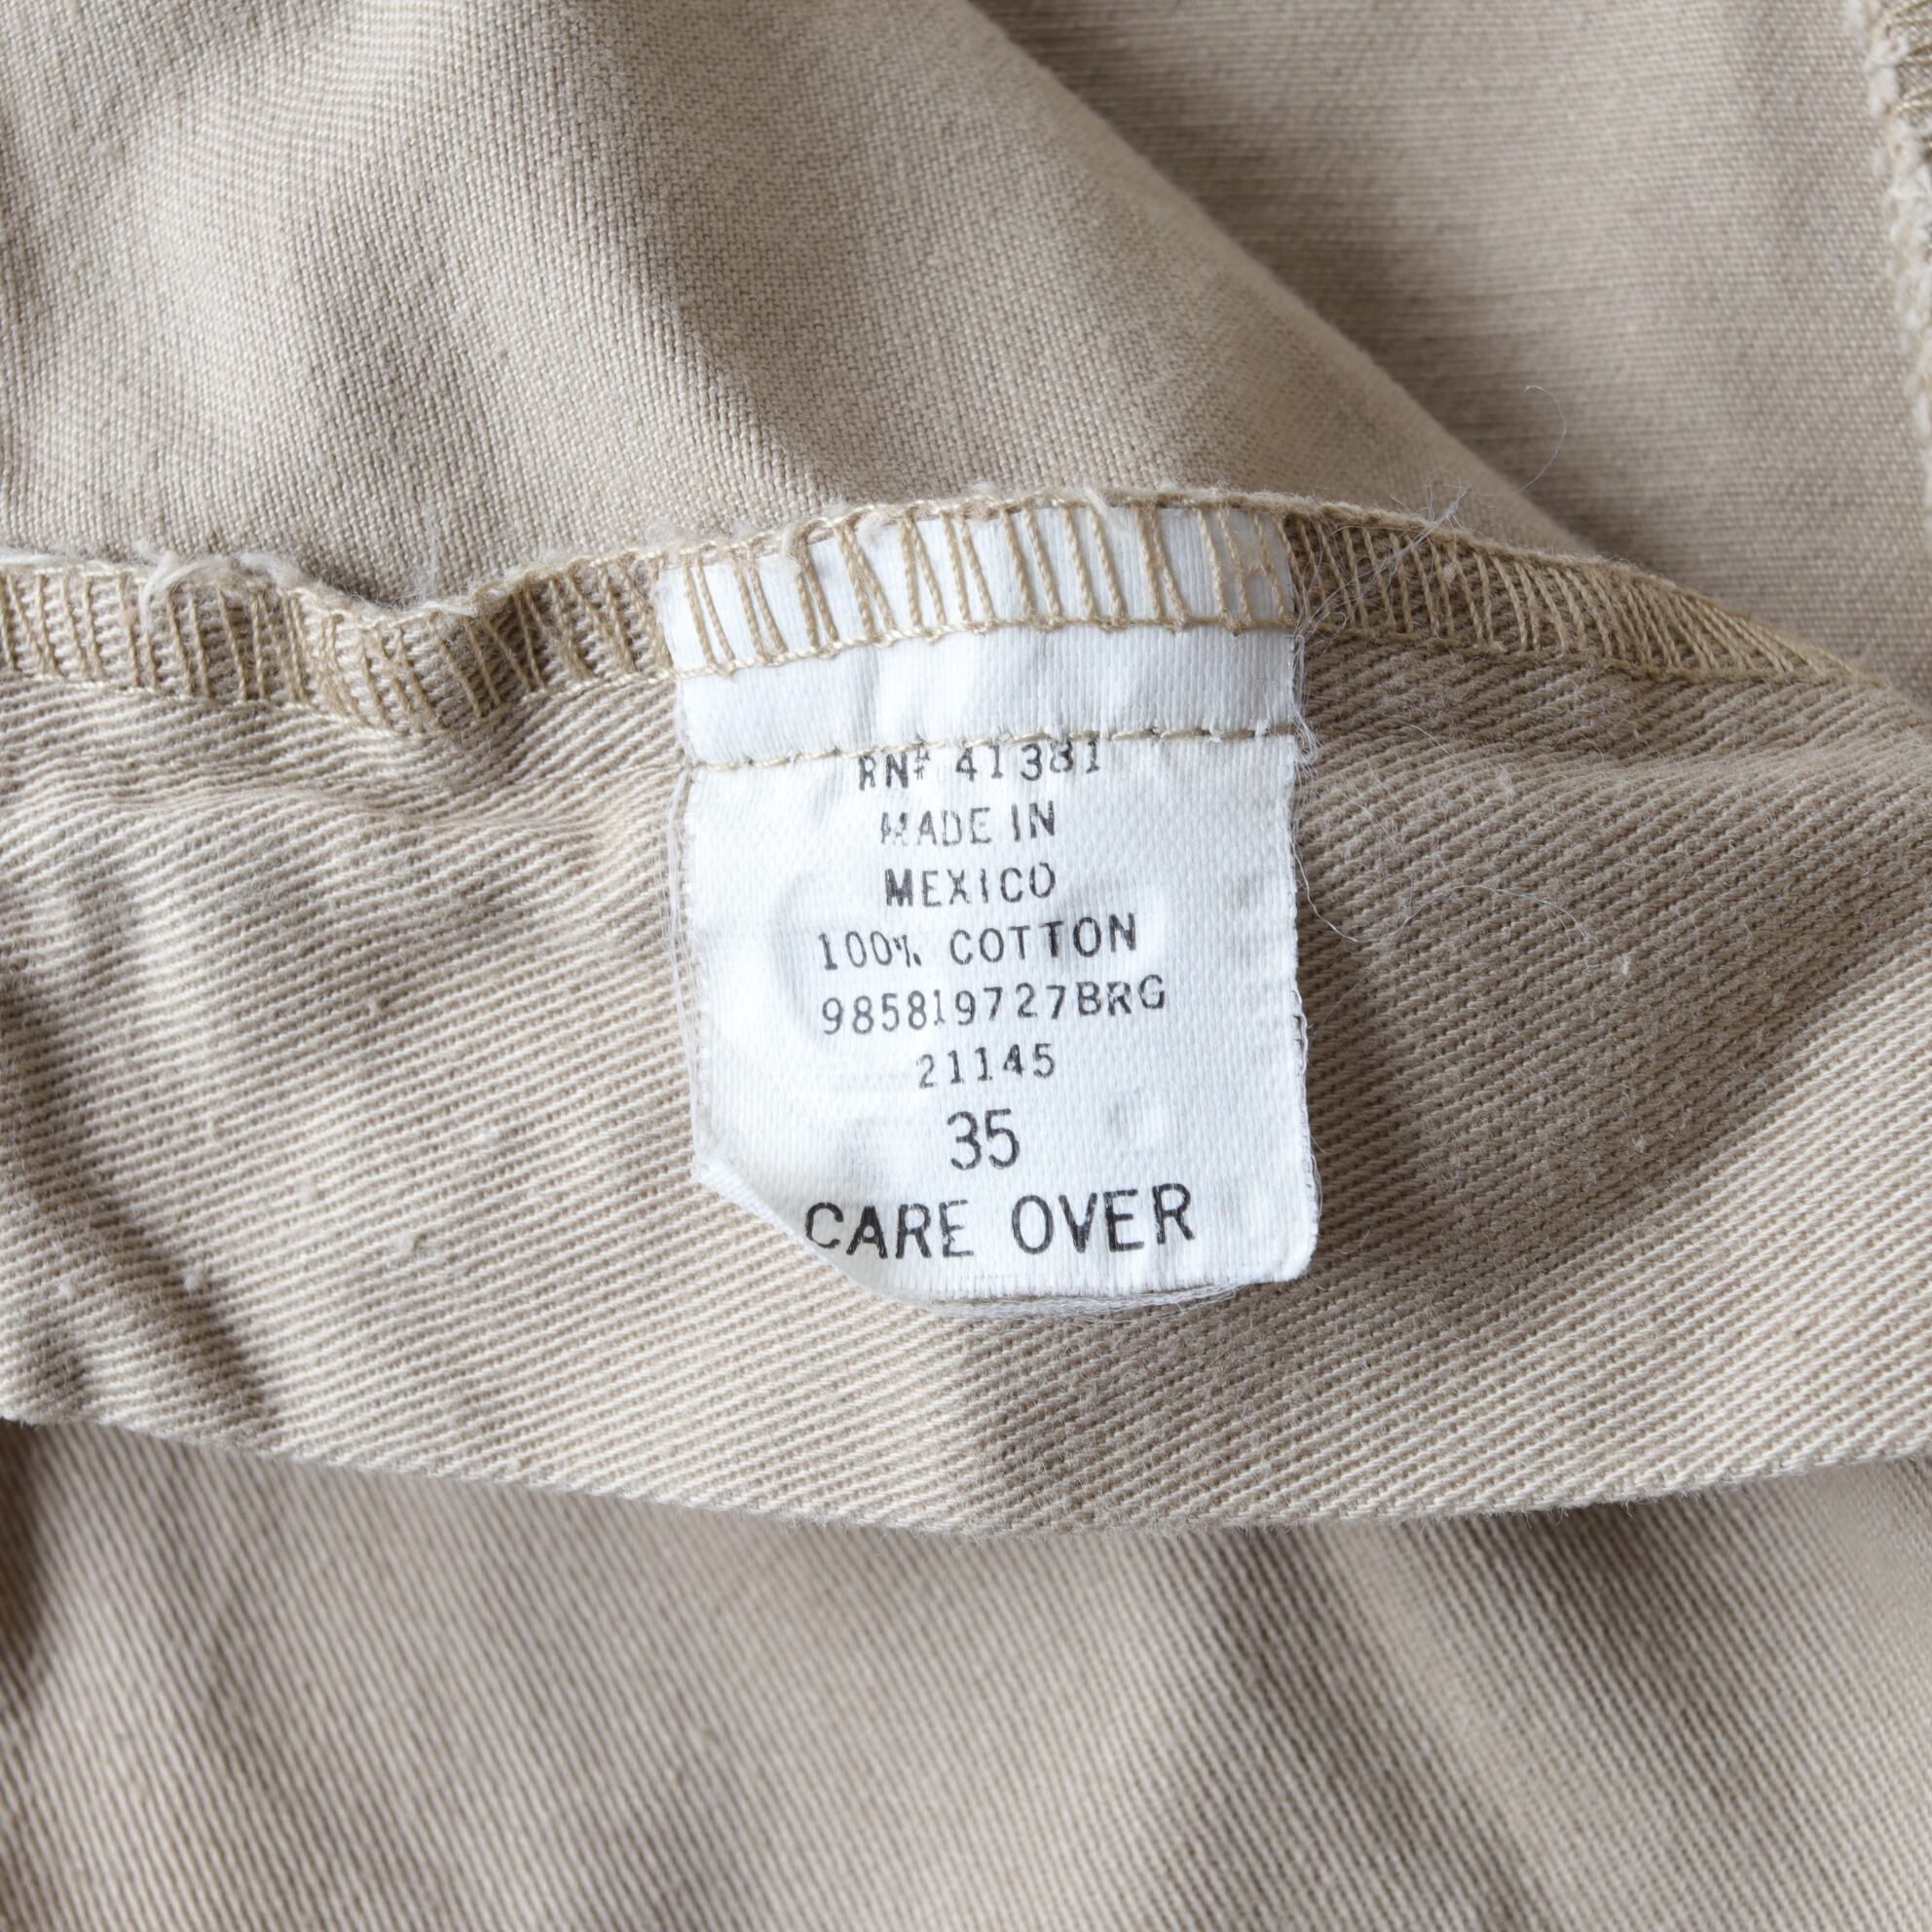 RN# 41381
MADE IN
MEXICO
100% COTTON
985819727BRG
21145
35
CARE OVER